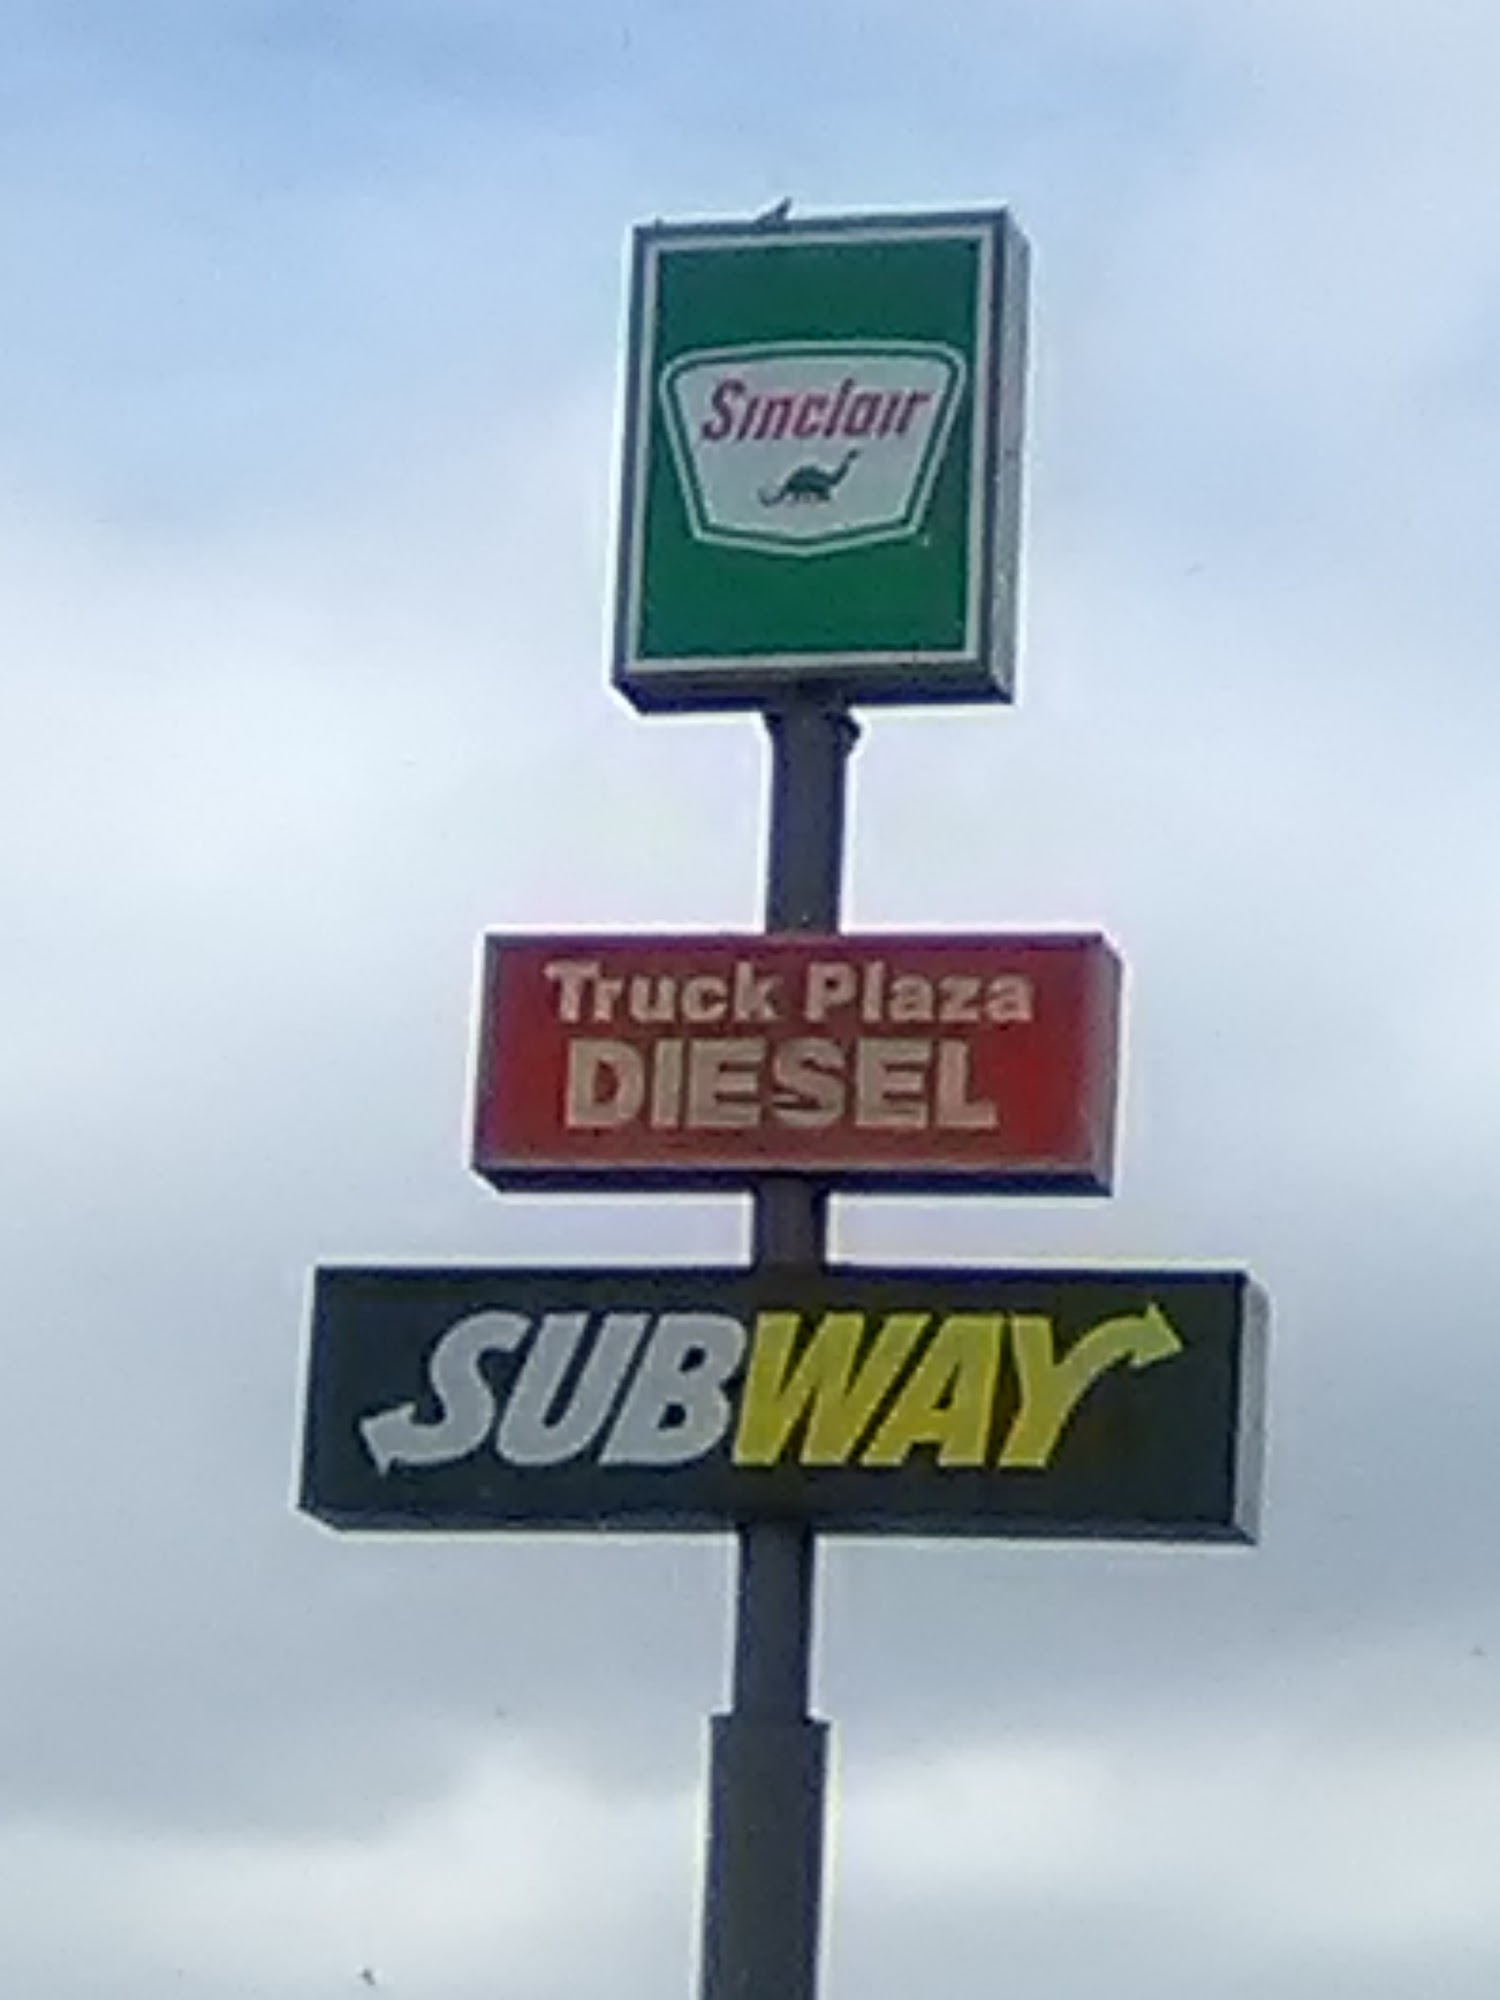 Sinclair
Truck Plaza
DIESEL
SUBWAY